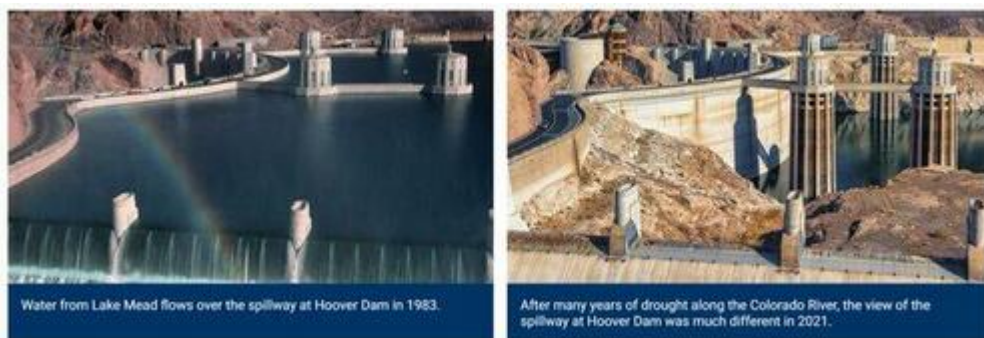 Water from Lake Mead flows over the spillway at Hoover Dam in 1983.
After many years of drought along the Colorado River, the view of the
spillway at Hoover Dam was much different in 2021.